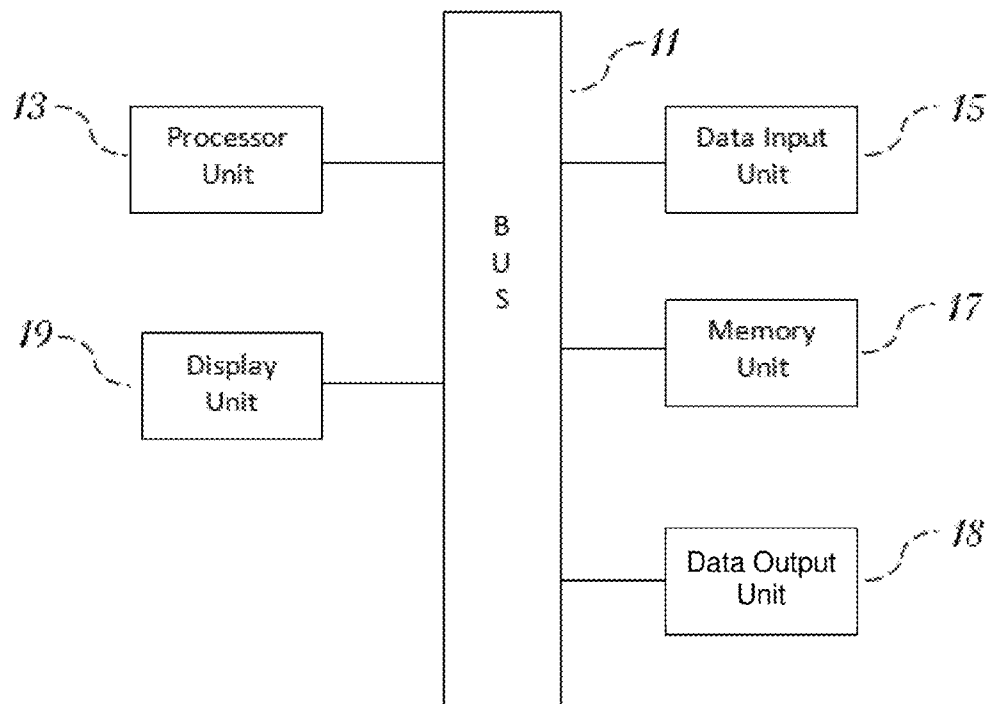 11
13
Processor
Unit
Data Input
Unit
15
B
U
S
19
Display
Unit
Memory
Unit
17
Data Output
Unit
18